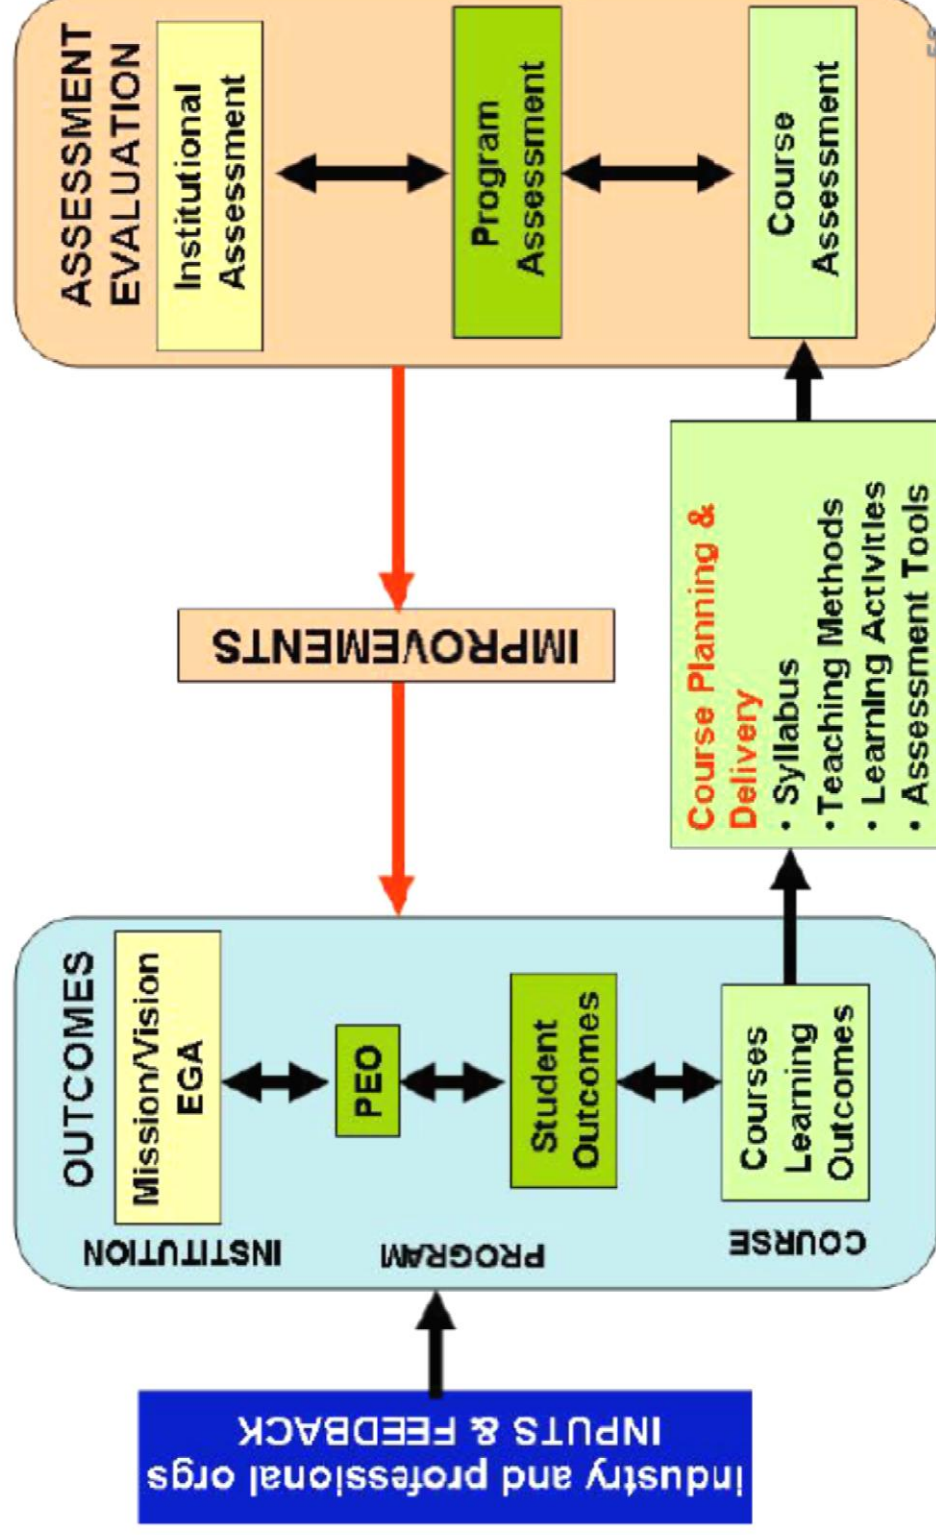 Industry and professional orgs
INPUTS & FEEDBACK
OUTCOMES
INSTITUTION
Mission/Vision
EGA
PROGRAM
PEO
Student
Outcomes
COURSE
Courses
Learning
Outcomes
IMPROVEMENTS
Course Planning &
Delivery
• Syllabus
•Teaching Methods
• Learning Activities
• Assessment Tools
ASSESSMENT
EVALUATION
Institutional
Assessment
Program
Assessment
Course
Assessment